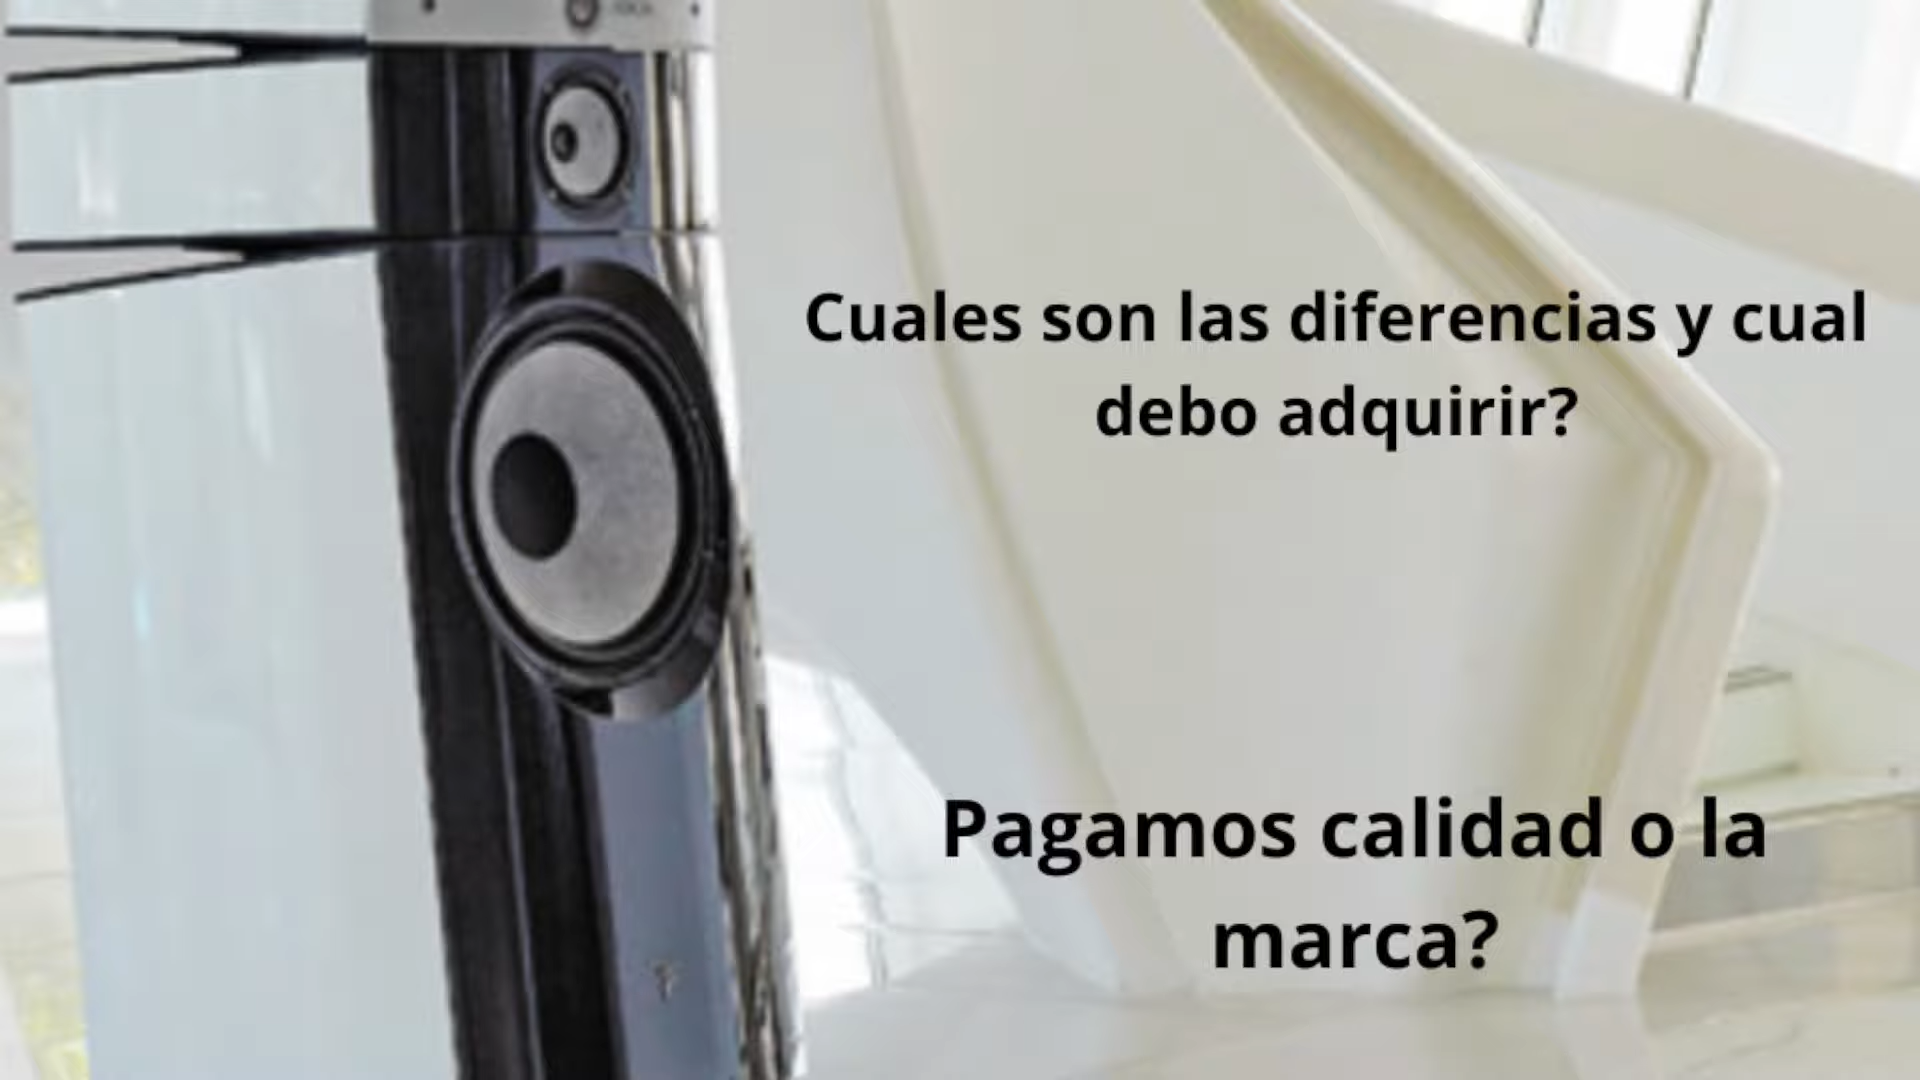 Cuales son las diferencias y cual
debo adquirir?
Pagamos calidad o la
marca?